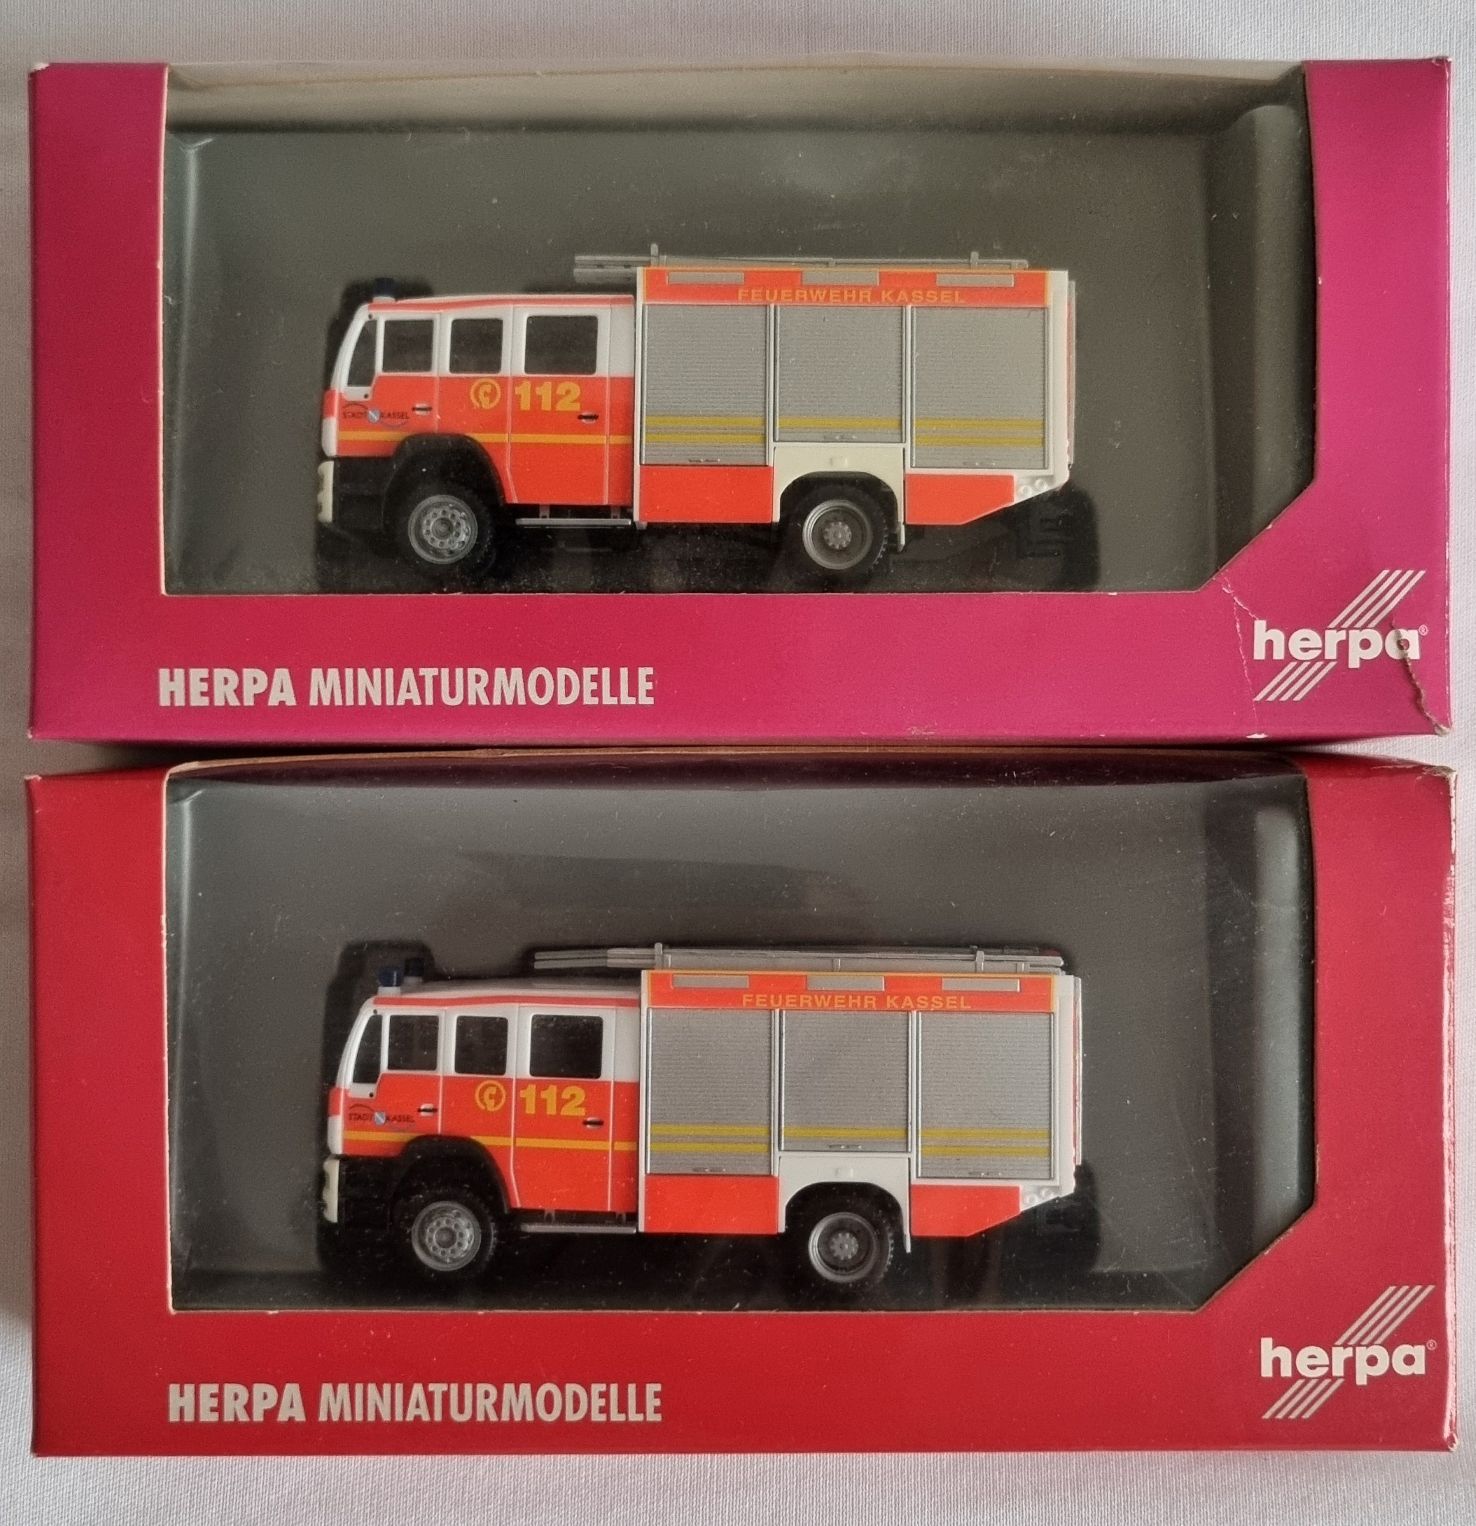 FEUERWEHR KASSEL
112
STADT KASSEL
herpa®
HERPA MINIATURMODELLE
FEUERWEHR KASSEL
112
STADT KASSEL
herpa®
HERPA MINIATURMODELLE